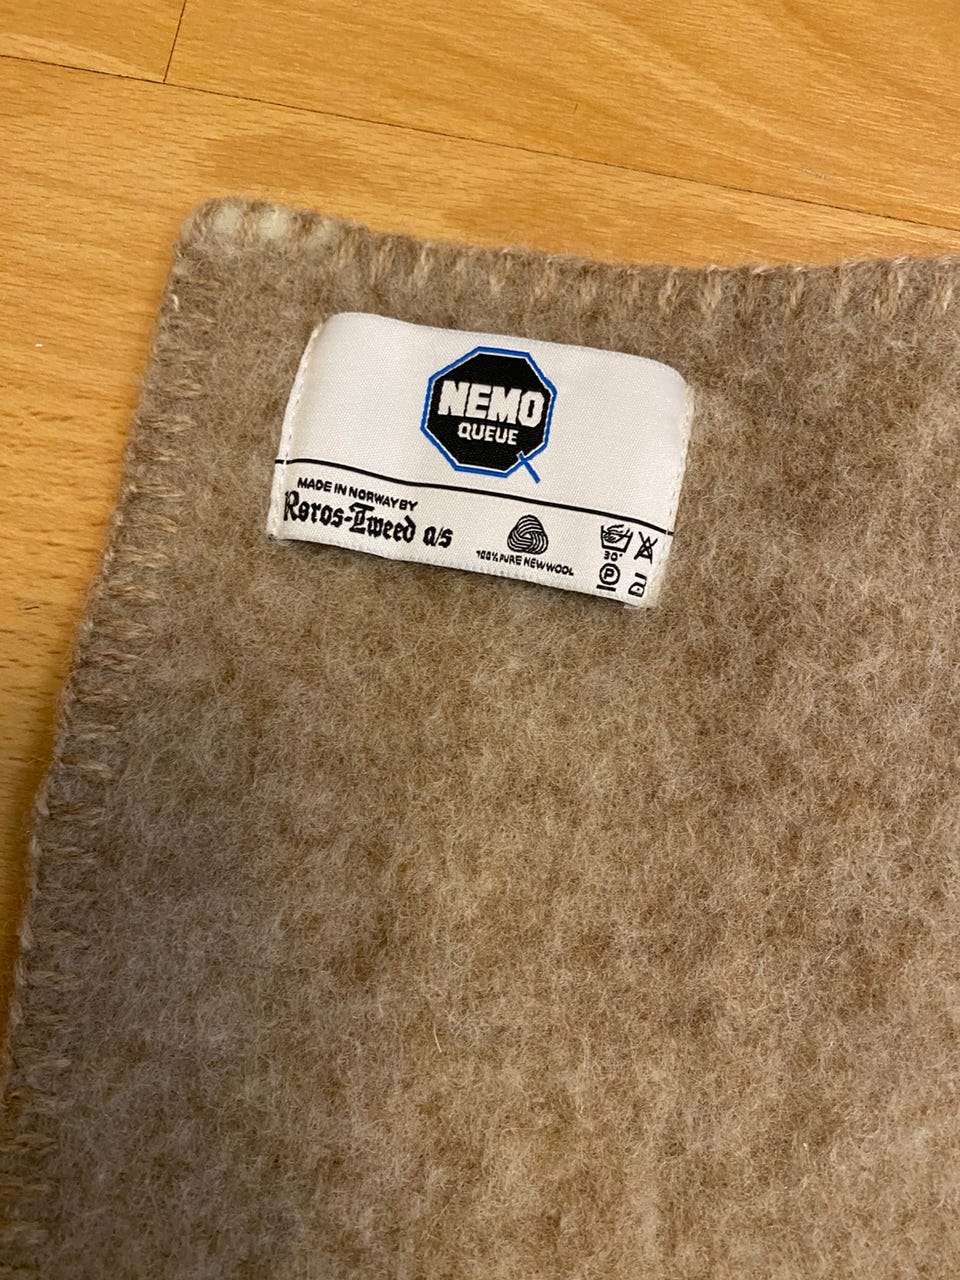 NEMO
QUEUE
MADE IN NORWAY BY
Røros-Tweed a/s
100% PURE NEW WOOL
30°
P